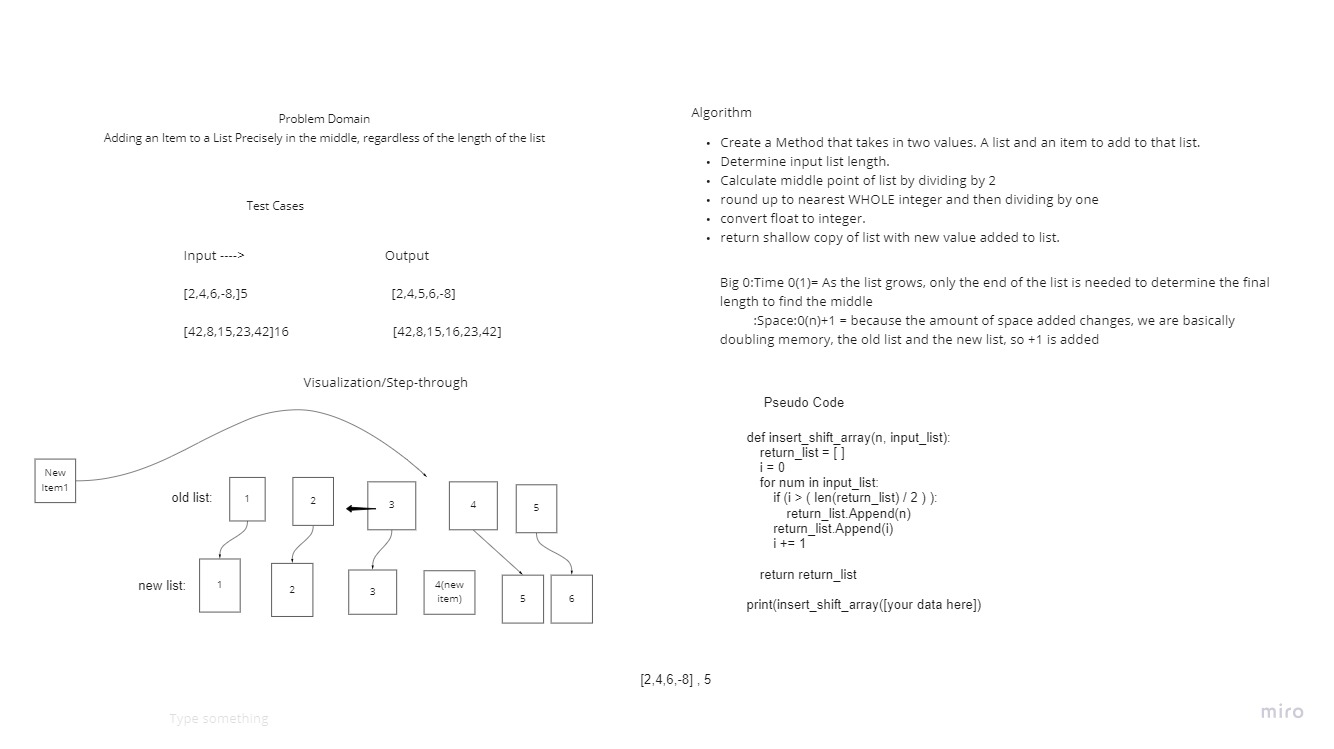 Problem Domain
Adding an Item to a List Precisely in the middle, regardless of the length of the list
Test Cases
Input ---->
Output
[2,4,6,-8,]5
[2,4,5,6,-8]
[42,8,15,23,42]16
[42,8,15,16,23,42]
Visualization/Step-through
New
Item1
old list:
1
2
3
4
5
new list:
1
2
3
4(new
item)
5
6
Algorithm
• Create a Method that takes in two values. A list and an item to add to that list.
• Determine input list length.
• Calculate middle point of list by dividing by 2
• round up to nearest WHOLE integer and then dividing by one
• convert float to integer.
• return shallow copy of list with new value added to list.
Big 0:Time 0(1)= As the list grows, only the end of the list is needed to determine the final
length to find the middle
:Space:0(n)+1 = because the amount of space added changes, we are basically
doubling memory, the old list and the new list, so +1 is added
Pseudo Code
def insert_shift_array(n, input_list):
return_list = [ ]
i = 0
for num in input_list:
if (i > ( len(return_list) / 2 ) ):
return_list.Append(n)
return_list.Append(i)
i += 1
return return_list
print(insert_shift_array([your data here])
[2,4,6,-8] , 5
Type something
miro